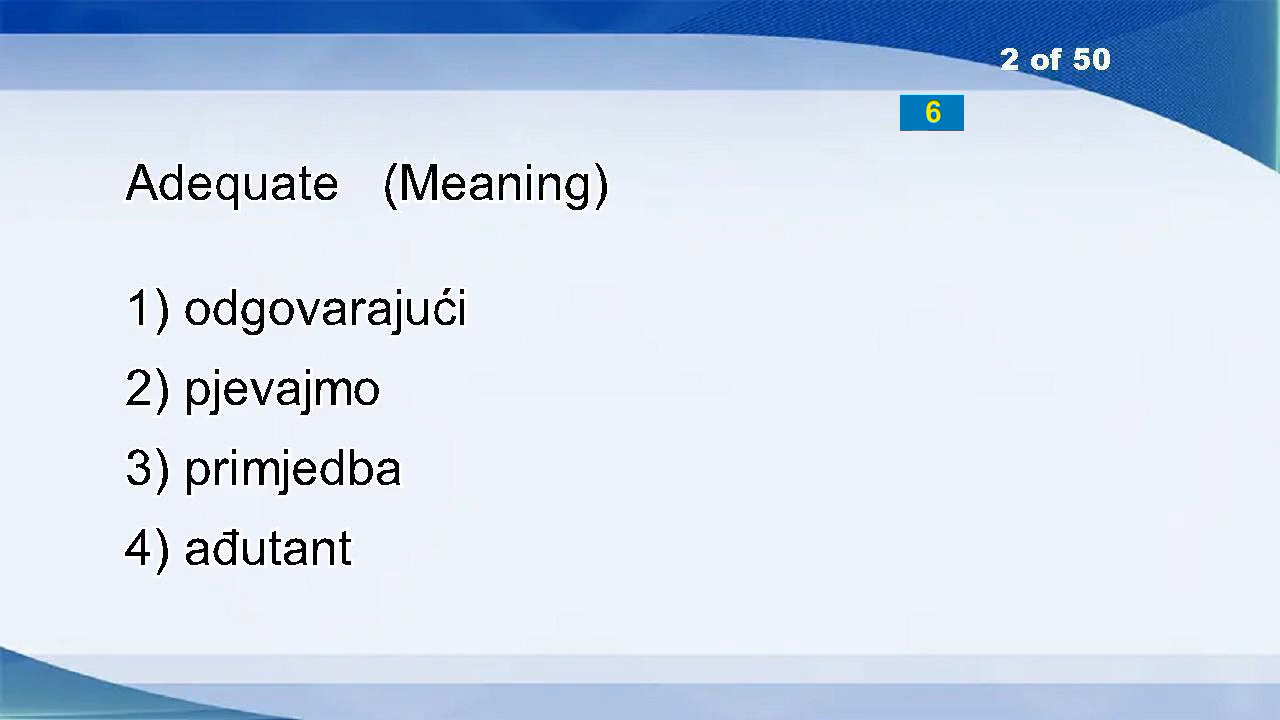 2 of 50
6
Adequate (Meaning)
1) odgovarajući
2) pjevajmo
3) primjedba
4) ađutant